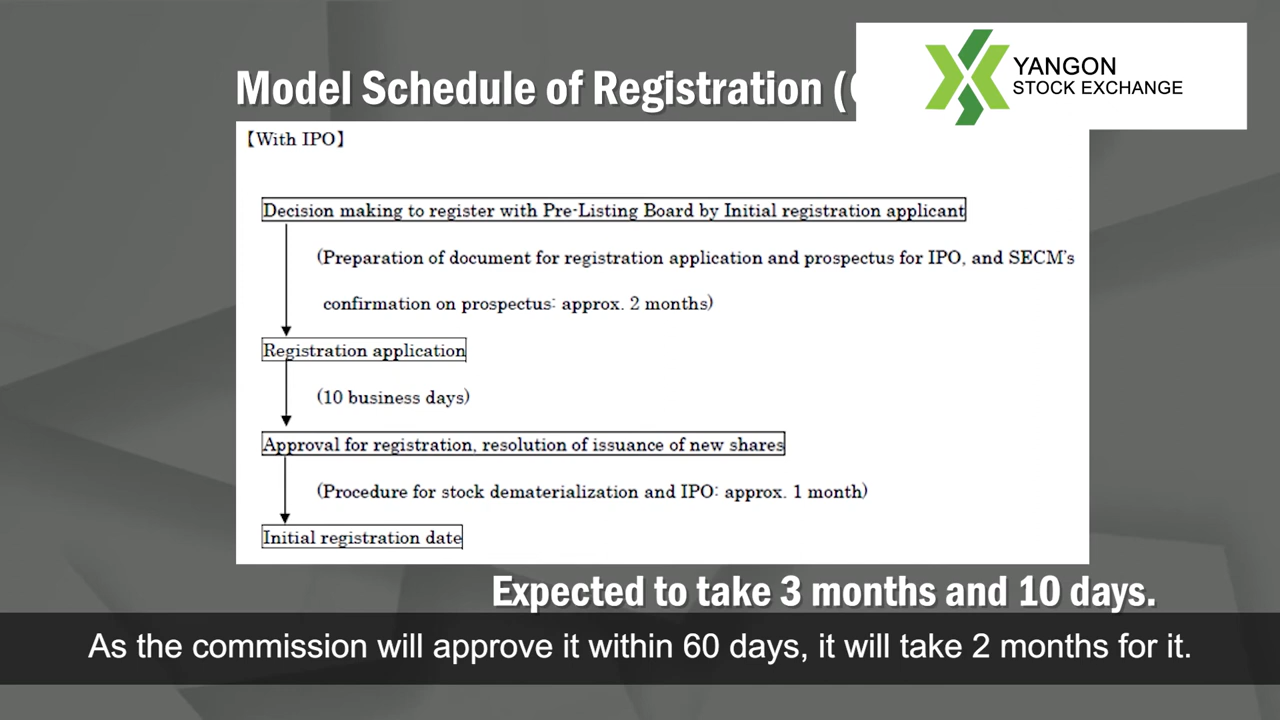 YANGON
STOCK EXCHANGE
Model Schedule of Registration (
【With IPO】
Decision making to register with Pre-Listing Board by Initial registration applicant
(Preparation of document for registration application and prospectus for IPO, and SECM's
confirmation on prospectus: approx. 2 months)
Registration application
(10 business days)
Approval for registration, resolution of issuance of new shares
(Procedure for stock dematerialization and IPO: approx. 1 month)
Initial registration date
Expected to take 3 months and 10 days.
As the commission will approve it within 60 days, it will take 2 months for it.